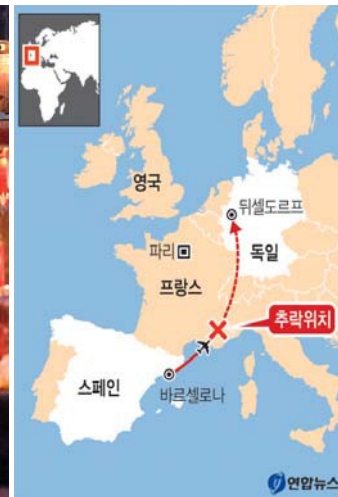 영국
뒤셀도르프
파리
독일
프랑스
추락위치
스페인
바르셀로나
연합뉴스